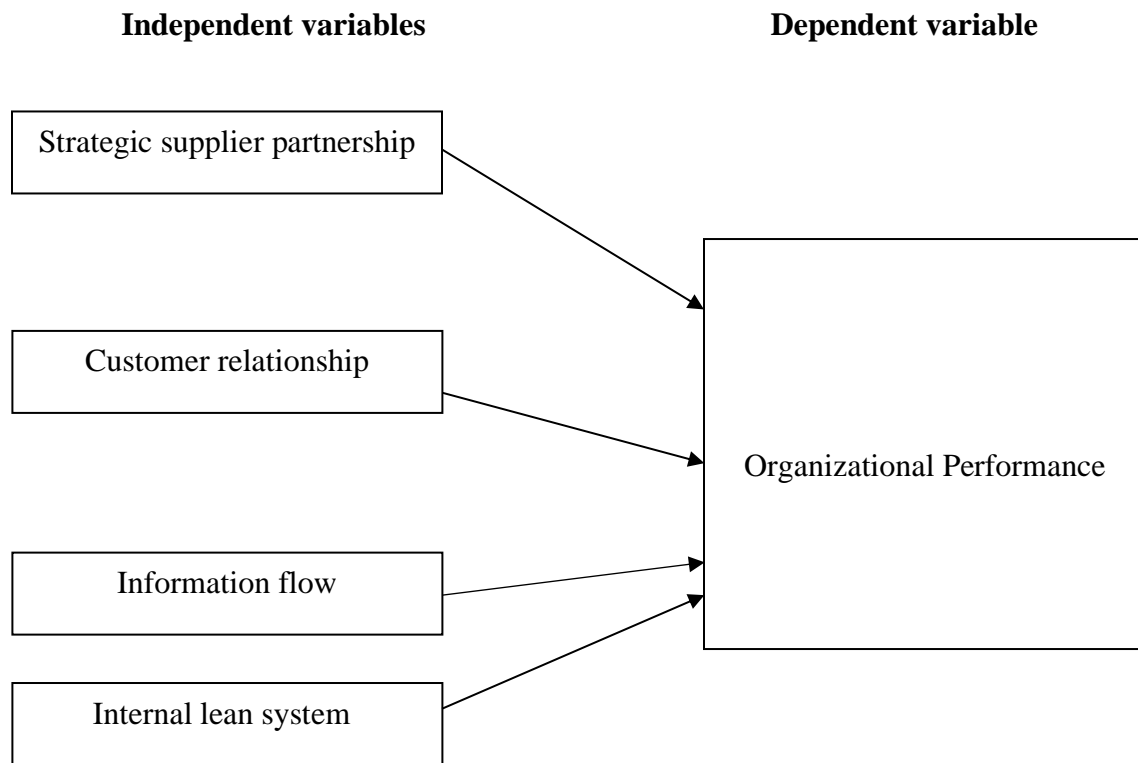 Independent variables
Dependent variable
Strategic supplier partnership
Customer relationship
Organizational Performance
Information flow
Internal lean system